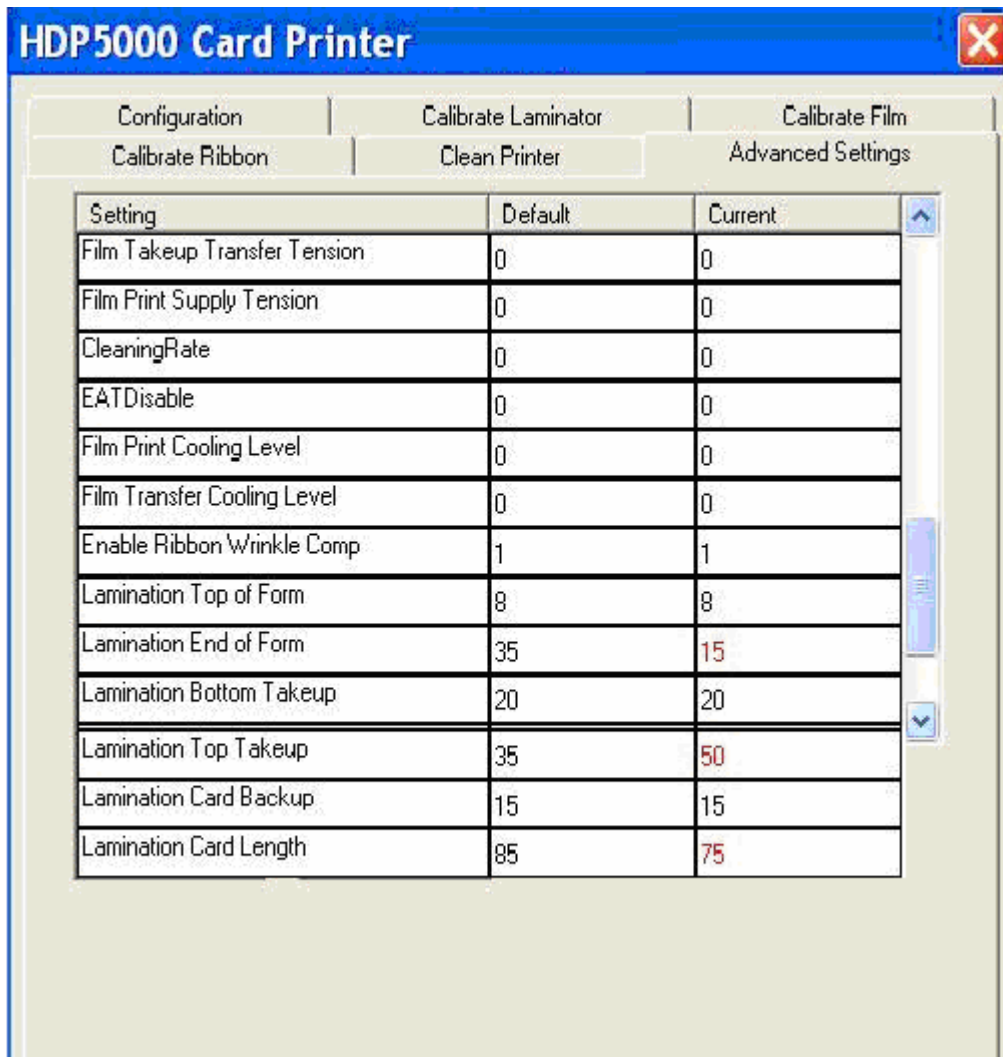 HDP5000 Card Printer
Configuration Calibrate Laminator Calibrate Film
Calibrate Ribbon Clean Printer Advanced Settings
Setting Default Current
Film Takeup Transfer Tension 0 0
Film Print Supply Tension 0 0
CleaningRate 0 0
EATDisable 0 0
Film Print Cooling Level 0 0
Film Transfer Cooling Level 0 0
Enable Ribbon Wrinkle Comp 1 1
Lamination Top of Form 8 8
Lamination End of Form 35 15
Lamination Bottom Takeup 20 20
Lamination Top Takeup 35 50
Lamination Card Backup 15 15
Lamination Card Length 85 75